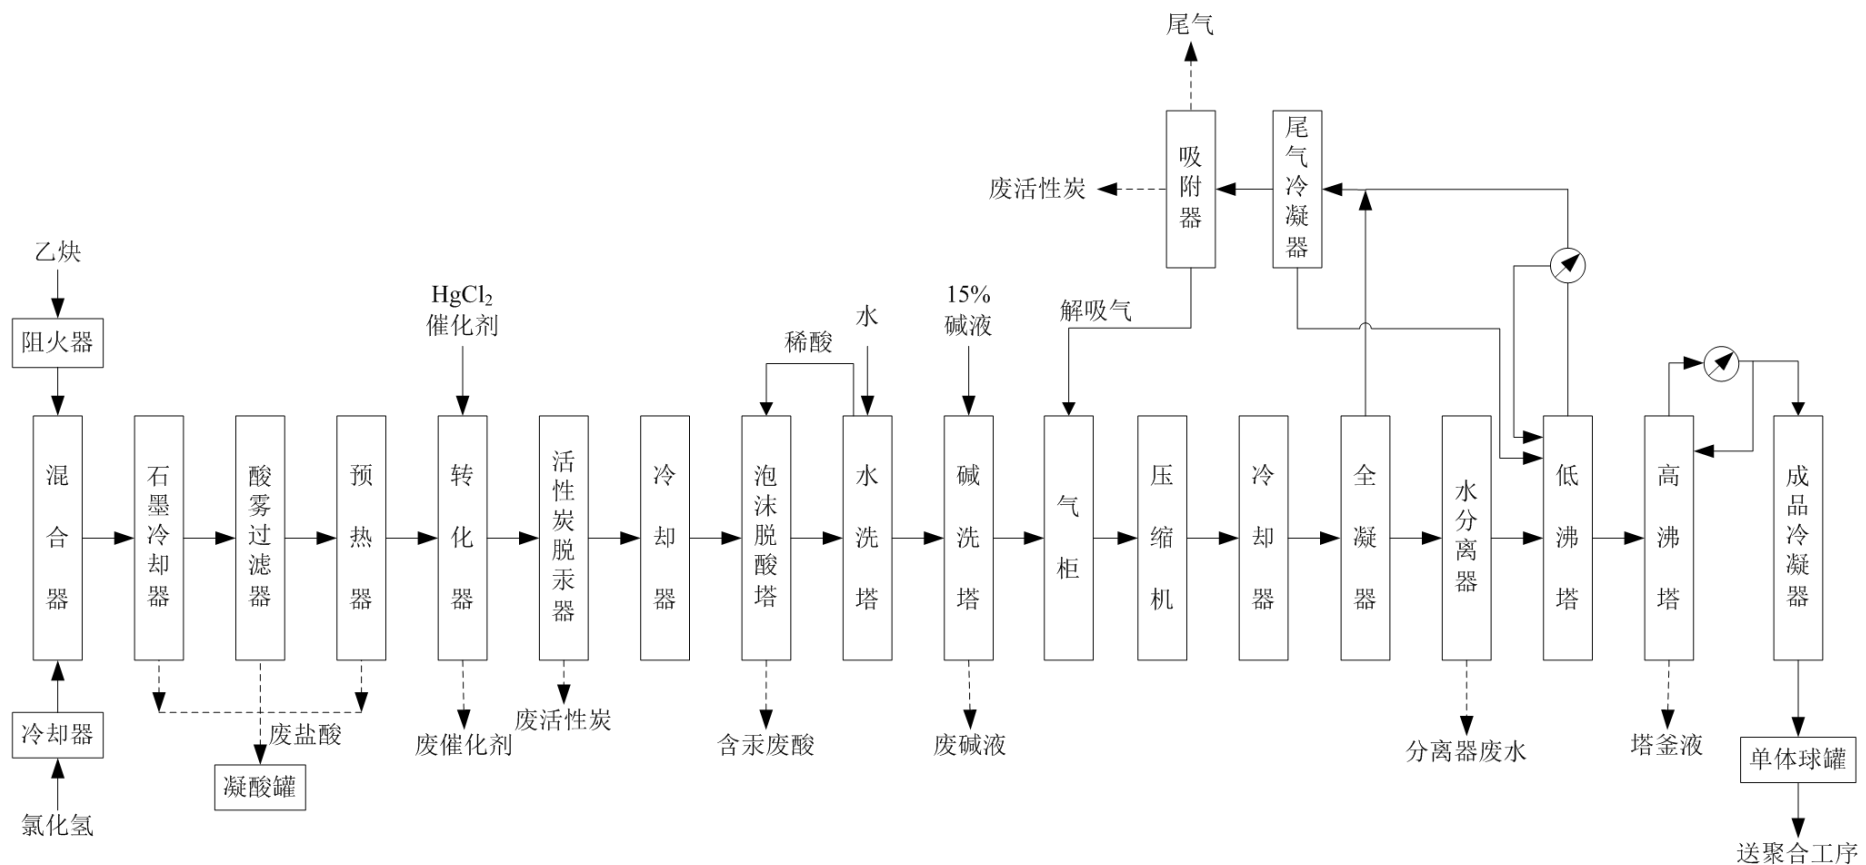 尾气
吸附器
尾气冷凝器
废活性炭
解吸气
乙炔
阻火器
HgCl₂
催化剂
稀酸
水
15%
碱液
混合器
石墨冷却器
酸雾过滤器
预热器
转化器
活性炭脱汞器
冷却器
泡沫脱酸塔
水洗塔
碱洗塔
气柜
压缩机
冷却器
全凝器
水分离器
低沸塔
高沸塔
成品冷凝器
冷却器
氯化氢
废盐酸
凝酸罐
废催化剂
废活性炭
含汞废酸
废碱液
分离器废水
塔釜液
单体球罐
送聚合工序